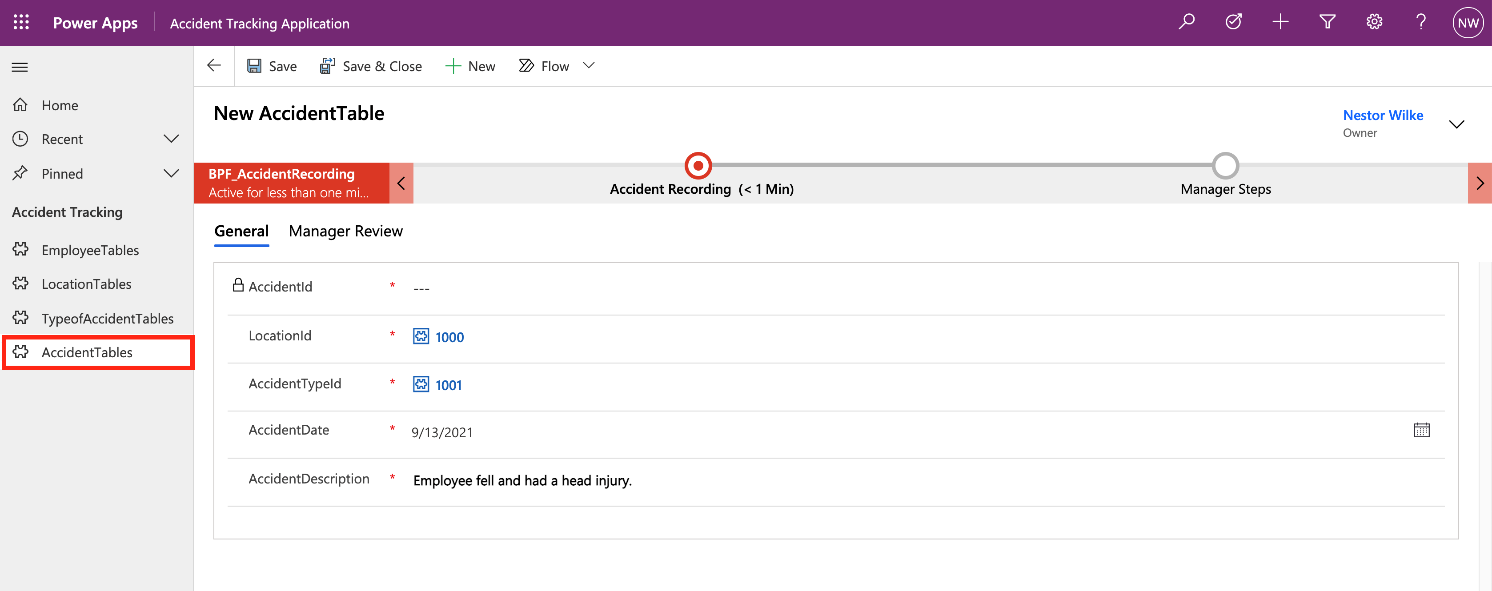 Power Apps
Accident Tracking Application
NW
Save
Save & Close
New
Flow
Home
Recent
Pinned
Accident Tracking
EmployeeTables
LocationTables
TypeofAccidentTables
AccidentTables
New AccidentTable
Nestor Wilke
Owner
BPF_AccidentRecording
Active for less than one mi...
Accident Recording (< 1 Min)
Manager Steps
General
Manager Review
AccidentId * ---
LocationId * 1000
AccidentTypeId * 1001
AccidentDate * 9/13/2021
AccidentDescription * Employee fell and had a head injury.